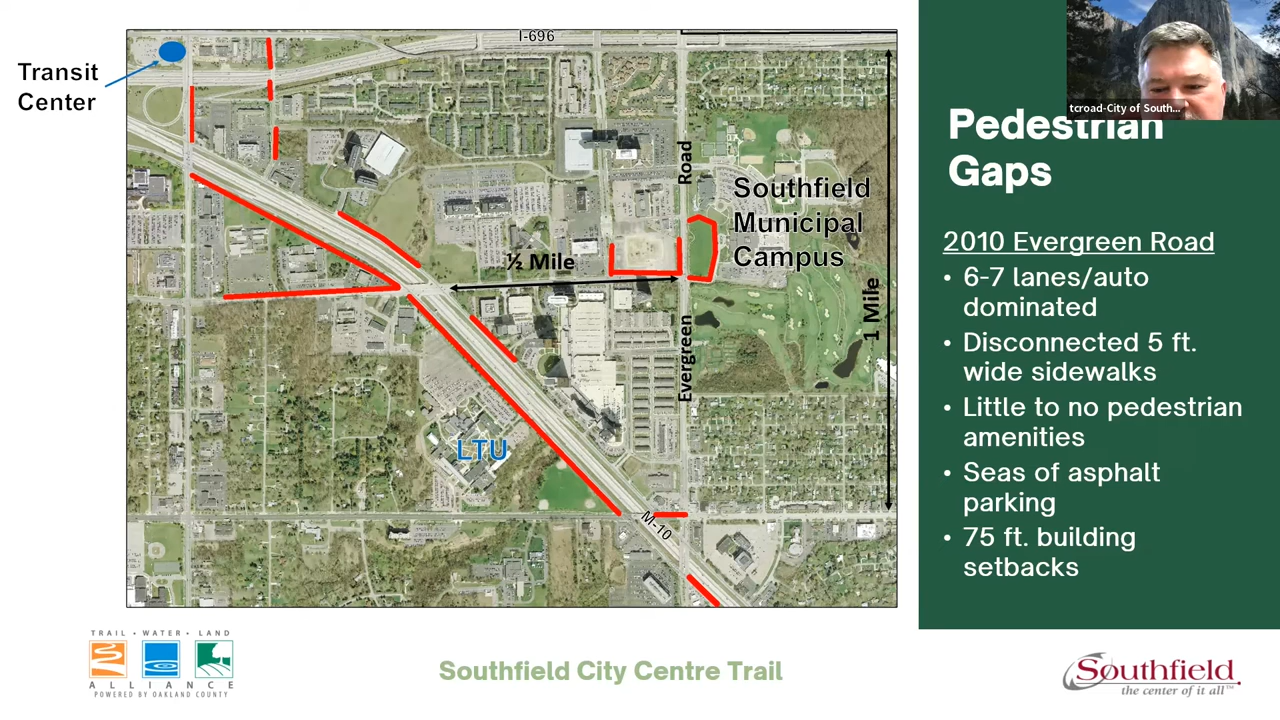 I-696
Transit
Center
Road
Southfield
Municipal
Campus
½ Mile
1 Mile
Evergreen
LTU
M-10
tcroad-City of South...
Pedestrian
Gaps
2010 Evergreen Road
• 6-7 lanes/auto
dominated
• Disconnected 5 ft.
wide sidewalks
• Little to no pedestrian
amenities
• Seas of asphalt
parking
• 75 ft. building
setbacks
TRAIL • WATER • LAND
ALLIANCE
POWERED BY OAKLAND COUNTY
Southfield City Centre Trail
Southfield
the center of it all™